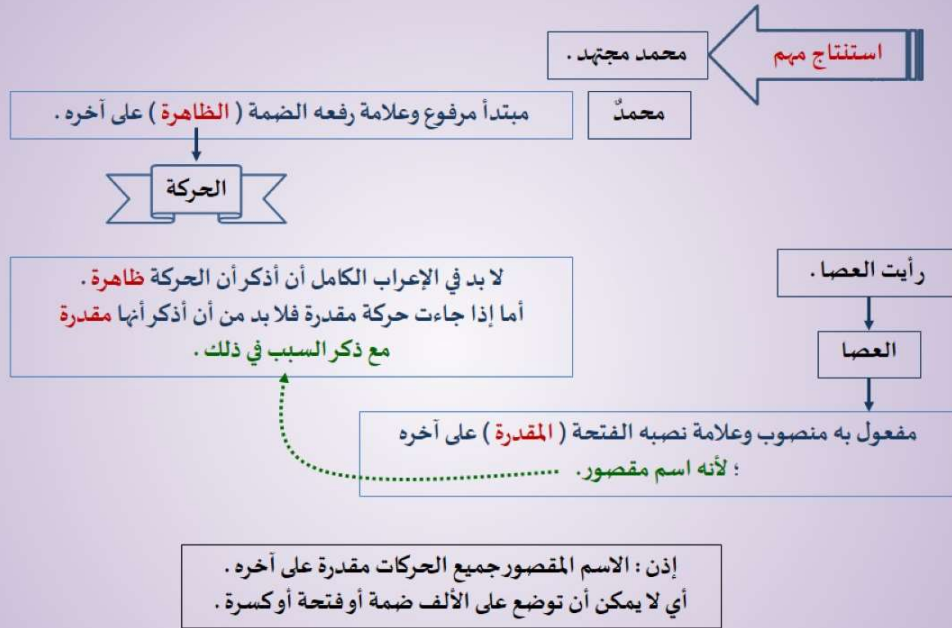 استنتاج مهم
محمد مجتهد .
محمدٌ
مبتدأ مرفوع وعلامة رفعه الضمة ( الظاهرة ) على آخره .
الحركة
رأيت العصا .
العصا
مفعول به منصوب وعلامة نصبه الفتحة ( المقدرة ) على آخره
؛ لأنه اسم مقصور.
لا بد في الإعراب الكامل أن أذكر أن الحركة ظاهرة .
أما إذا جاءت حركة مقدرة فلا بد من أن أذكر أنها مقدرة
مع ذكر السبب في ذلك .
إذن : الاسم المقصور جميع الحركات مقدرة على آخره .
أي لا يمكن أن توضع على الألف ضمة أو فتحة أو كسرة .